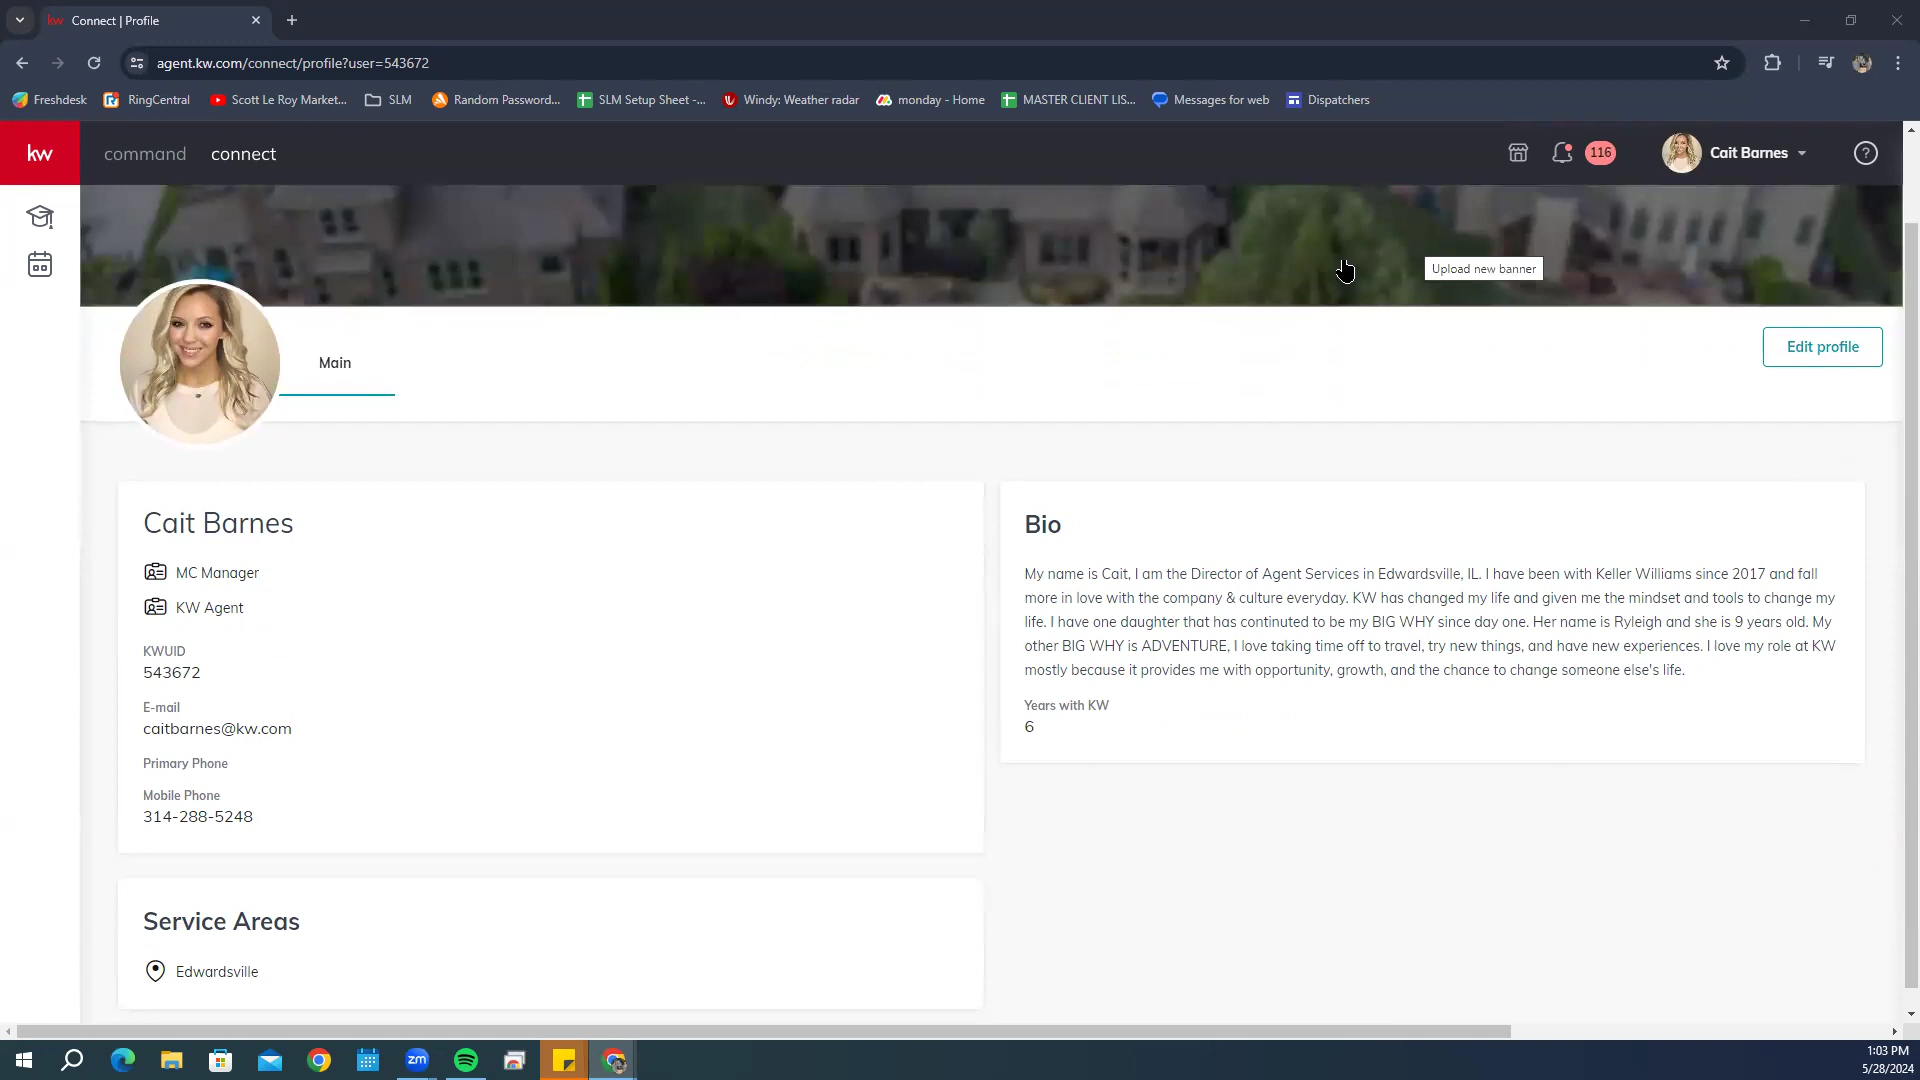 kw Connect | Profile
agent.kw.com/connect/profile?user=543672
Freshdesk RingCentral Scott Le Roy Market... SLM Random Password... SLM Setup Sheet -... Windy: Weather radar monday - Home MASTER CLIENT LIS... Messages for web Dispatchers
kw command connect 116 Cait Barnes ?
Upload new banner
Main
Edit profile
Cait Barnes
MC Manager
KW Agent
KWUID
543672
E-mail
caitbarnes@kw.com
Primary Phone
Mobile Phone
314-288-5248
Service Areas
Edwardsville
Bio
My name is Cait, I am the Director of Agent Services in Edwardsville, IL. I have been with Keller Williams since 2017 and fall
more in love with the company & culture everyday. KW has changed my life and given me the mindset and tools to change my
life. I have one daughter that has continuted to be my BIG WHY since day one. Her name is Ryleigh and she is 9 years old. My
other BIG WHY is ADVENTURE, I love taking time off to travel, try new things, and have new experiences. I love my role at KW
mostly because it provides me with opportunity, growth, and the chance to change someone else's life.
Years with KW
6
zm
1:03 PM
5/28/2024